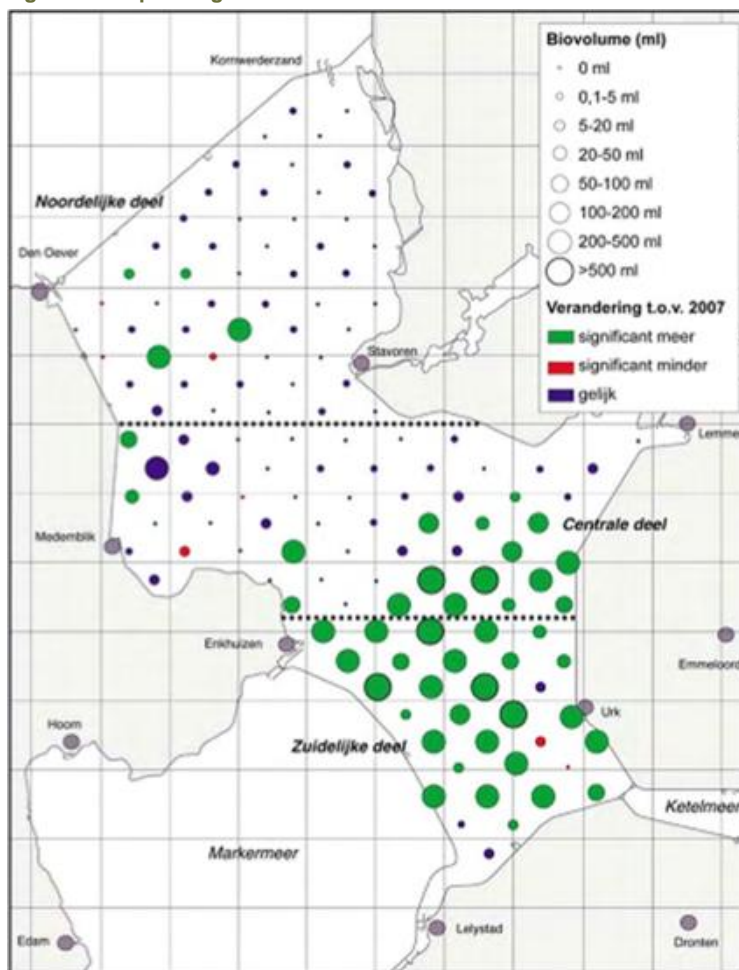 Kornwerderzand
Noordelijke deel
Den Oever
Stavoren
Lemmer
Medemblik
Centrale deel
Enkhuizen
Emmeloord
Urk
Hoorn
Zuidelijke deel
Ketelmeer
Markermeer
Lelystad
Edam
Dronten
Biovolume (ml)
0 ml
0,1-5 ml
5-20 ml
20-50 ml
50-100 ml
100-200 ml
200-500 ml
>500 ml
Verandering t.o.v. 2007
significant meer
significant minder
gelijk